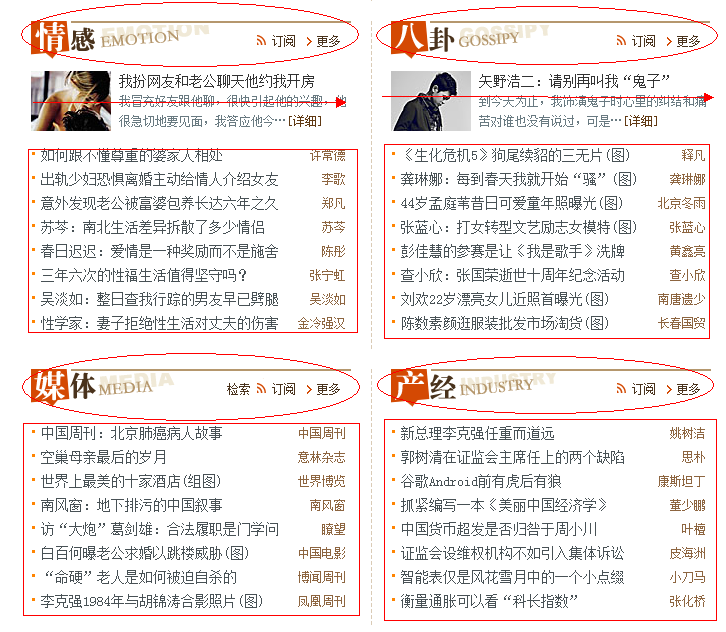 情感 EMOTION 订阅 更多
我扮网友和老公聊天他约我开房
我冒充好友跟他聊，很快引起他的兴趣，他
很急切地要见面，我答应他今…[详细]
如何跟不懂尊重的婆家人相处 许常德
出轨少妇恐惧离婚主动给情人介绍女友 李歌
意外发现老公被富婆包养长达六年之久 郑凡
苏芩：南北生活差异拆散了多少情侣 苏芩
春日迟迟：爱情是一种奖励而不是施舍 陈彤
三年六次的性福生活值得坚守吗？ 张宁虹
吴淡如：整日查我行踪的男友早已劈腿 吴淡如
性学家：妻子拒绝性生活对丈夫的伤害 金冷强汉
八卦 GOSSIPY 订阅 更多
矢野浩二：请别再叫我“鬼子”
到今天为止，我饰演鬼子时心里的纠结和痛
苦对谁也没有说过，可是…[详细]
《生化危机5》狗尾续貂的三无片(图) 释凡
龚琳娜：每到春天我就开始“骚”(图) 龚琳娜
44岁孟庭苇昔日可爱童年照曝光(图) 北京冬雨
张蓝心：打女转型文艺励志女模特(图) 张蓝心
彭佳慧的参赛是让《我是歌手》洗牌 黄鑫亮
查小欣：张国荣逝世十周年纪念活动 查小欣
刘欢22岁漂亮女儿近照首曝光(图) 南唐遗少
陈数素颜逛服装批发市场淘货(图) 长春国贸
媒体 MEDIA 检索 订阅 更多
中国周刊：北京肺癌病人故事 中国周刊
空巢母亲最后的岁月 意林杂志
世界上最美的十家酒店(组图) 世界博览
南风窗：地下排污的中国叙事 南风窗
访“大炮”葛剑雄：合法履职是门学问 瞭望
白百何曝老公求婚以跳楼威胁(图) 中国电影
“命硬”老人是如何被迫自杀的 博闻周刊
李克强1984年与胡锦涛合影照片(图) 凤凰周刊
产经 INDUSTRY 订阅 更多
新总理李克强任重而道远 姚树洁
郭树清在证监会主席任上的两个缺陷 思朴
谷歌Android前有虎后有狼 康斯坦丁
抓紧编写一本《美丽中国经济学》 董少鹏
中国货币超发是否归咎于周小川 叶檀
证监会设维权机构不如引入集体诉讼 皮海洲
智能表仅是风花雪月中的一个小点缀 小刀马
衡量通胀可以看“科长指数” 张化桥